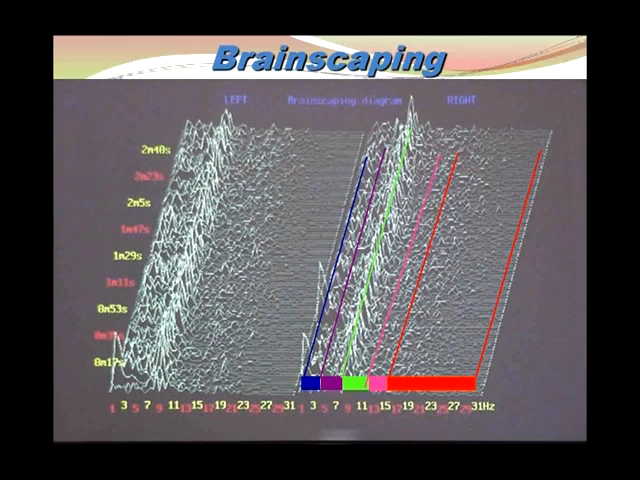 Brainscaping
LEFT Brainscaping diagram RIGHT
2m48s
2m23s
2m5s
1m47s
1m29s
1m11s
0m53s
0m17s
1 3 5 7 9 11 13 15 17 19 21 23 25 27 29 31 1 3 5 7 9 11 13 15 17 19 21 23 25 27 29 31Hz